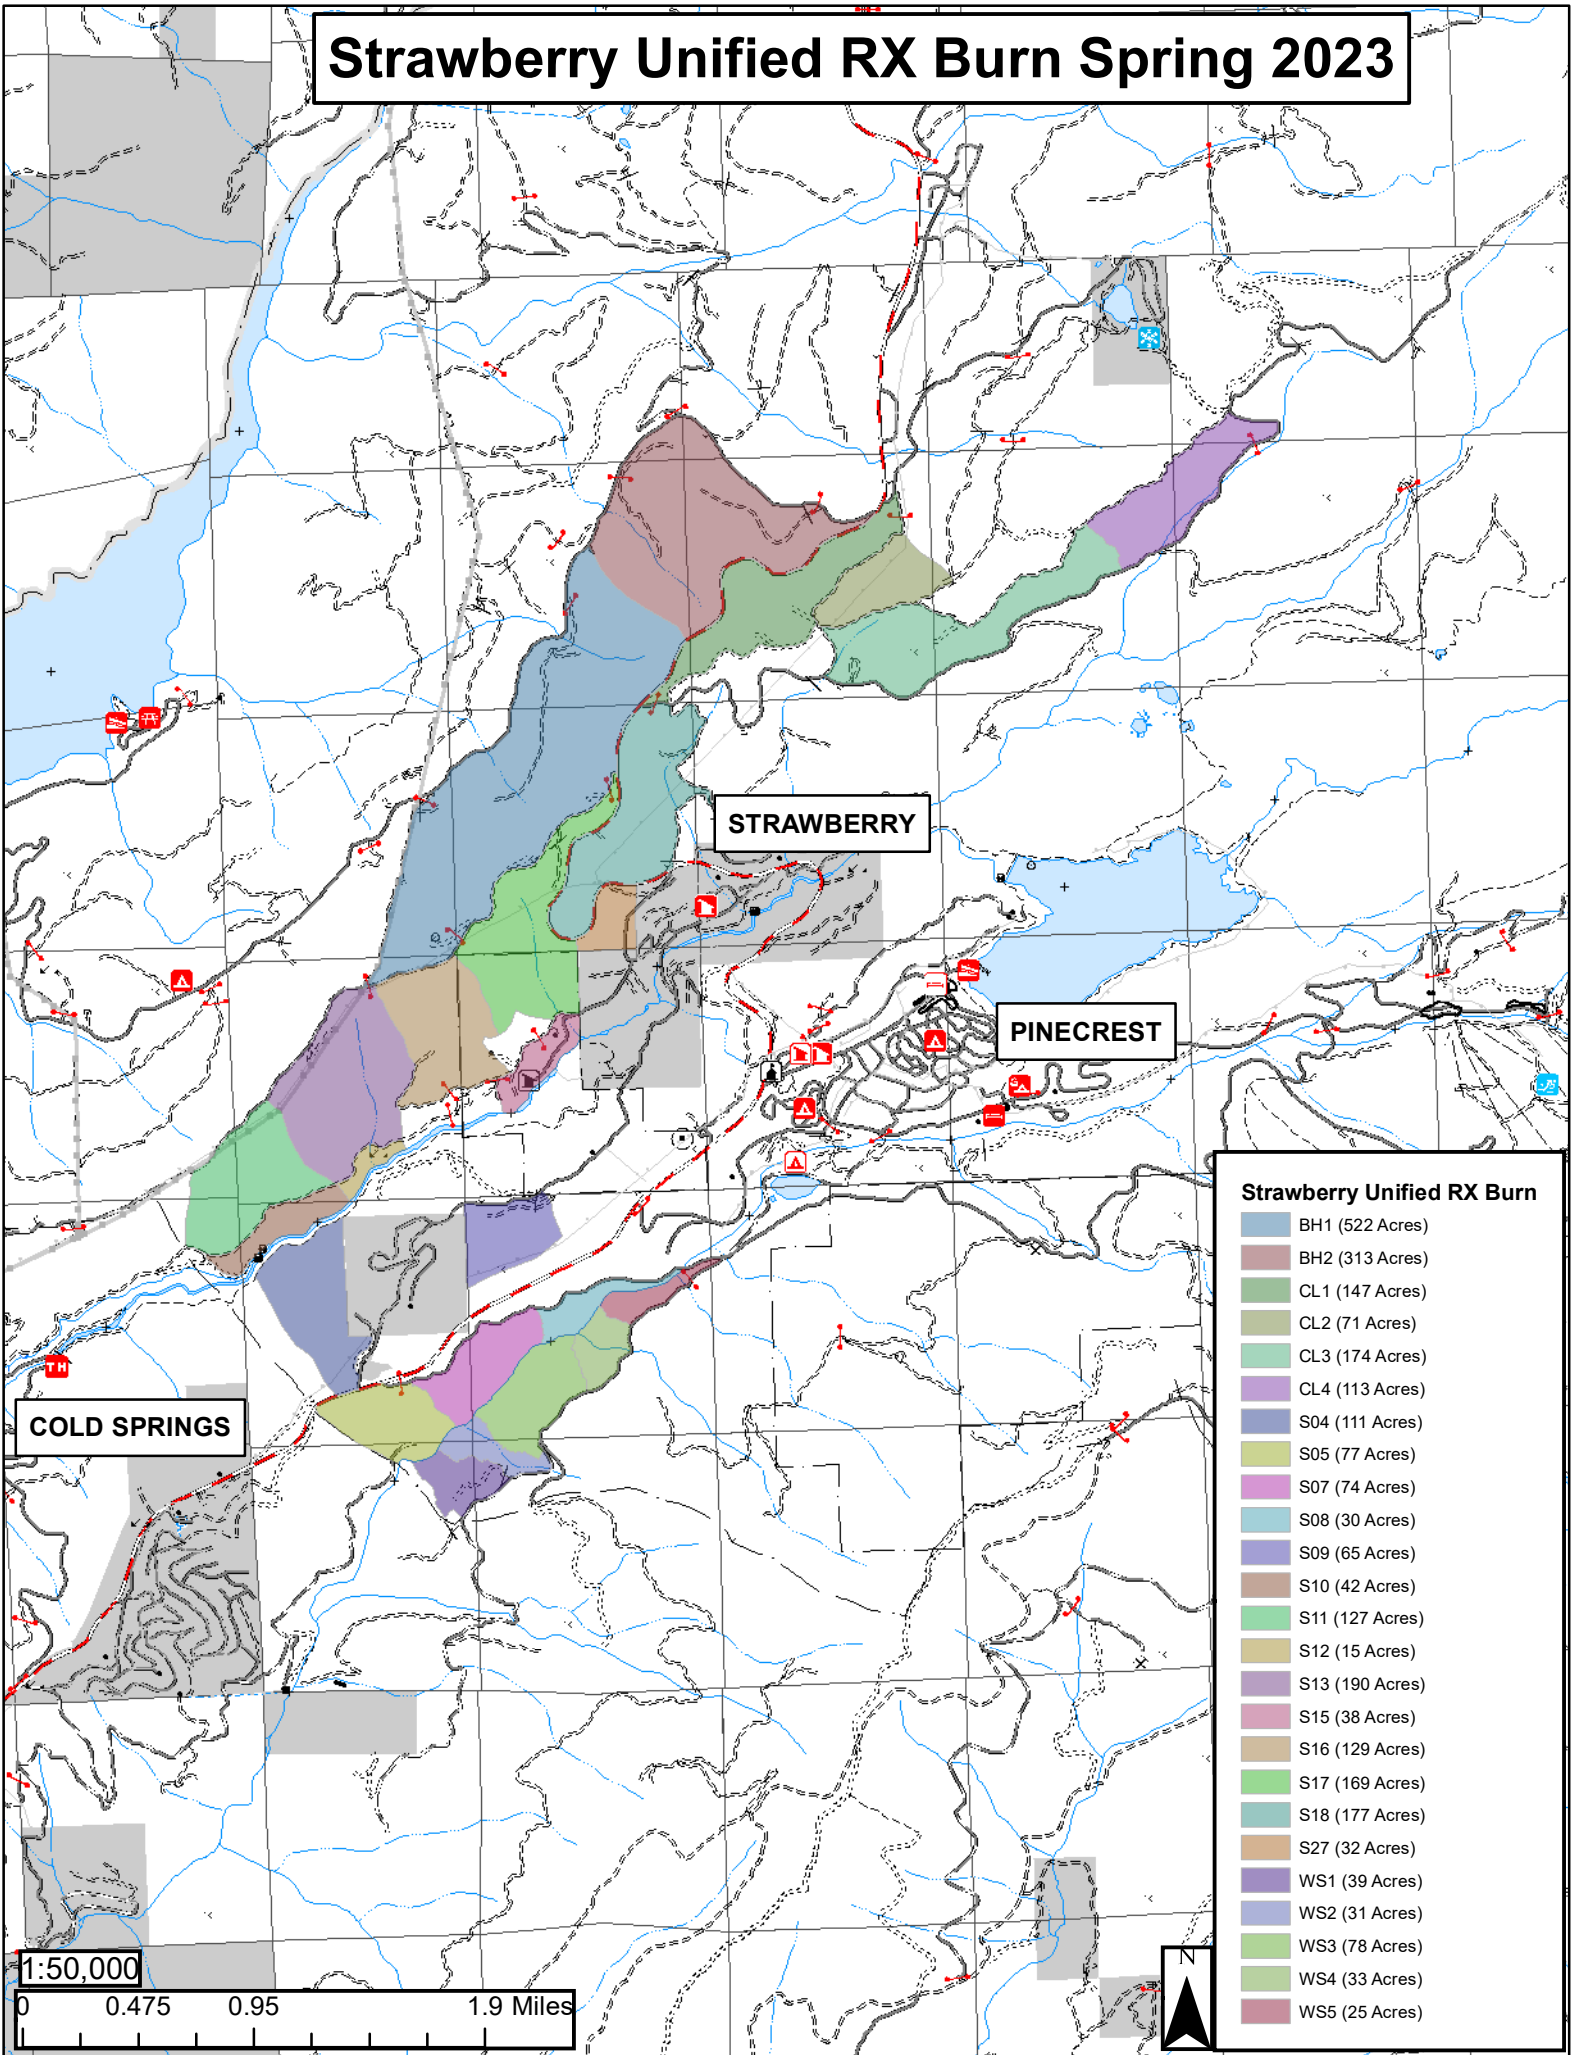 Strawberry Unified RX Burn Spring 2023
STRAWBERRY
PINECREST
COLD SPRINGS
TH
Strawberry Unified RX Burn
BH1 (522 Acres)
BH2 (313 Acres)
CL1 (147 Acres)
CL2 (71 Acres)
CL3 (174 Acres)
CL4 (113 Acres)
S04 (111 Acres)
S05 (77 Acres)
S07 (74 Acres)
S08 (30 Acres)
S09 (65 Acres)
S10 (42 Acres)
S11 (127 Acres)
S12 (15 Acres)
S13 (190 Acres)
S15 (38 Acres)
S16 (129 Acres)
S17 (169 Acres)
S18 (177 Acres)
S27 (32 Acres)
WS1 (39 Acres)
WS2 (31 Acres)
WS3 (78 Acres)
WS4 (33 Acres)
WS5 (25 Acres)
N
1:50,000
0 0.475 0.95 1.9 Miles